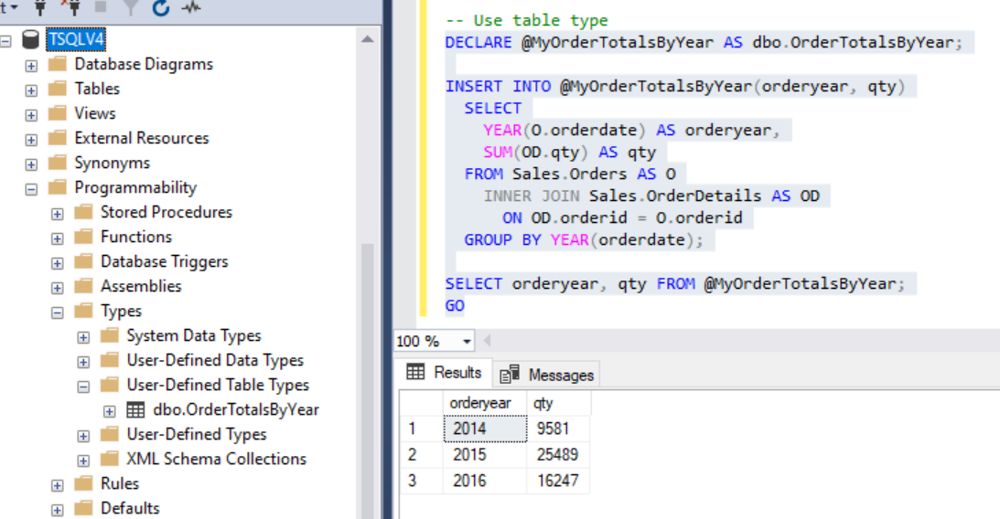 TSQLV4
Database Diagrams
Tables
Views
External Resources
Synonyms
Programmability
Stored Procedures
Functions
Database Triggers
Assemblies
Types
System Data Types
User-Defined Data Types
User-Defined Table Types
dbo.OrderTotalsByYear
User-Defined Types
XML Schema Collections
Rules
Defaults
-- Use table type
DECLARE @MyOrderTotalsByYear AS dbo.OrderTotalsByYear;
INSERT INTO @MyOrderTotalsByYear(orderyear, qty)
SELECT
YEAR(O.orderdate) AS orderyear,
SUM(OD.qty) AS qty
FROM Sales.Orders AS O
INNER JOIN Sales.OrderDetails AS OD
ON OD.orderid = O.orderid
GROUP BY YEAR(orderdate);
SELECT orderyear, qty FROM @MyOrderTotalsByYear;
GO
100 %
Results Messages
orderyear qty
1 2014 9581
2 2015 25489
3 2016 16247